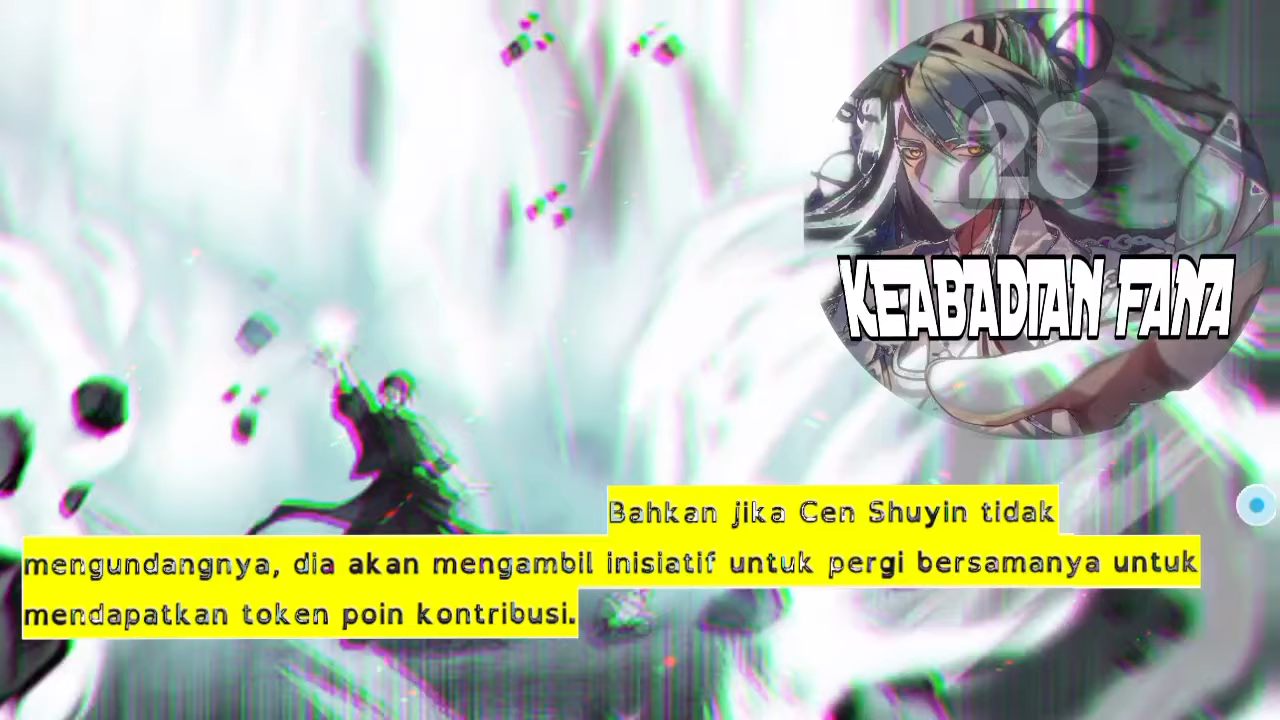 20
KEABADIAN FANA
Bahkan jika Cen Shuyin tidak
mengundangnya, dia akan mengambil inisiatif untuk pergi bersamanya untuk
mendapatkan token poin kontribusi.